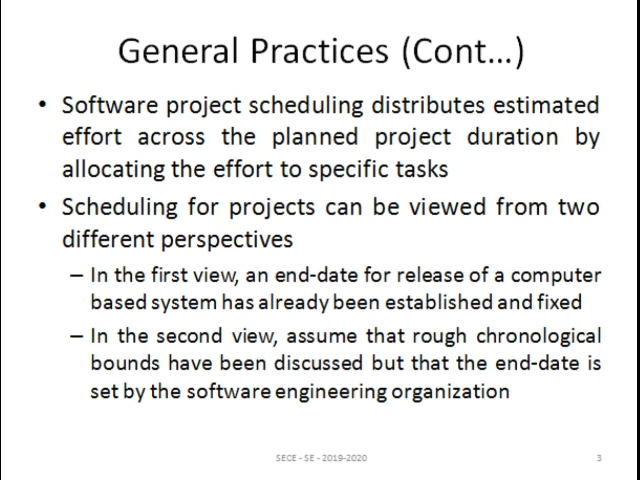 General Practices (Cont...)
• Software project scheduling distributes estimated
effort across the planned project duration by
allocating the effort to specific tasks
• Scheduling for projects can be viewed from two
different perspectives
– In the first view, an end-date for release of a computer
based system has already been established and fixed
– In the second view, assume that rough chronological
bounds have been discussed but that the end-date is
set by the software engineering organization
SECE - SE - 2019-2020
3